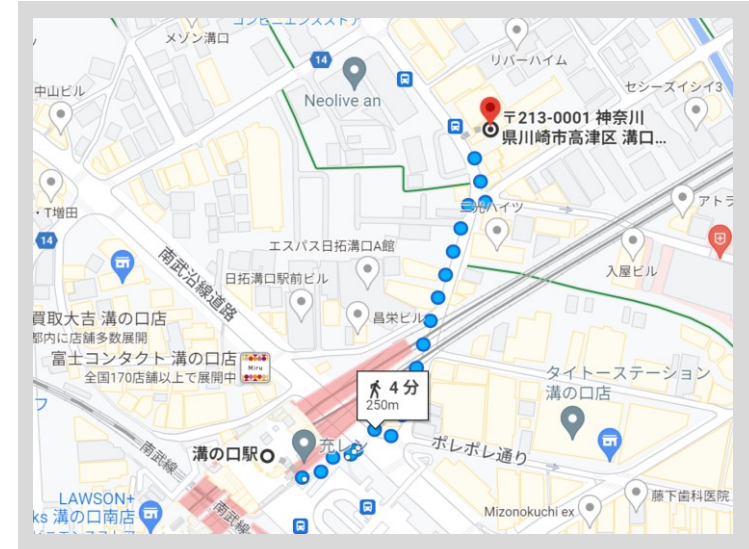 コンビニエンスストア
メゾン溝口
14
リバーハイム
中山ビル
Neolive an
セシーズイシイ3
〒213-0001 神奈川
県川崎市高津区 溝口...
・T増田
14
三光ハイツ
アトラ
エスパス日拓溝口A館
南武沿線道路
日拓溝口駅前ビル
入屋ビル
買取大吉 溝の口店
都内に店舗多数展開
昌栄ビル
富士コンタクト 溝の口店
全国170店舗以上で展開中
Miru
タイトーステーション
溝の口店
4 分
250m
フ
南武線
溝の口駅
充レン
ポレポレ通り
LAWSON+
ks 溝の口南店
南武線
Mizonokuchi ex
藤下歯科医院